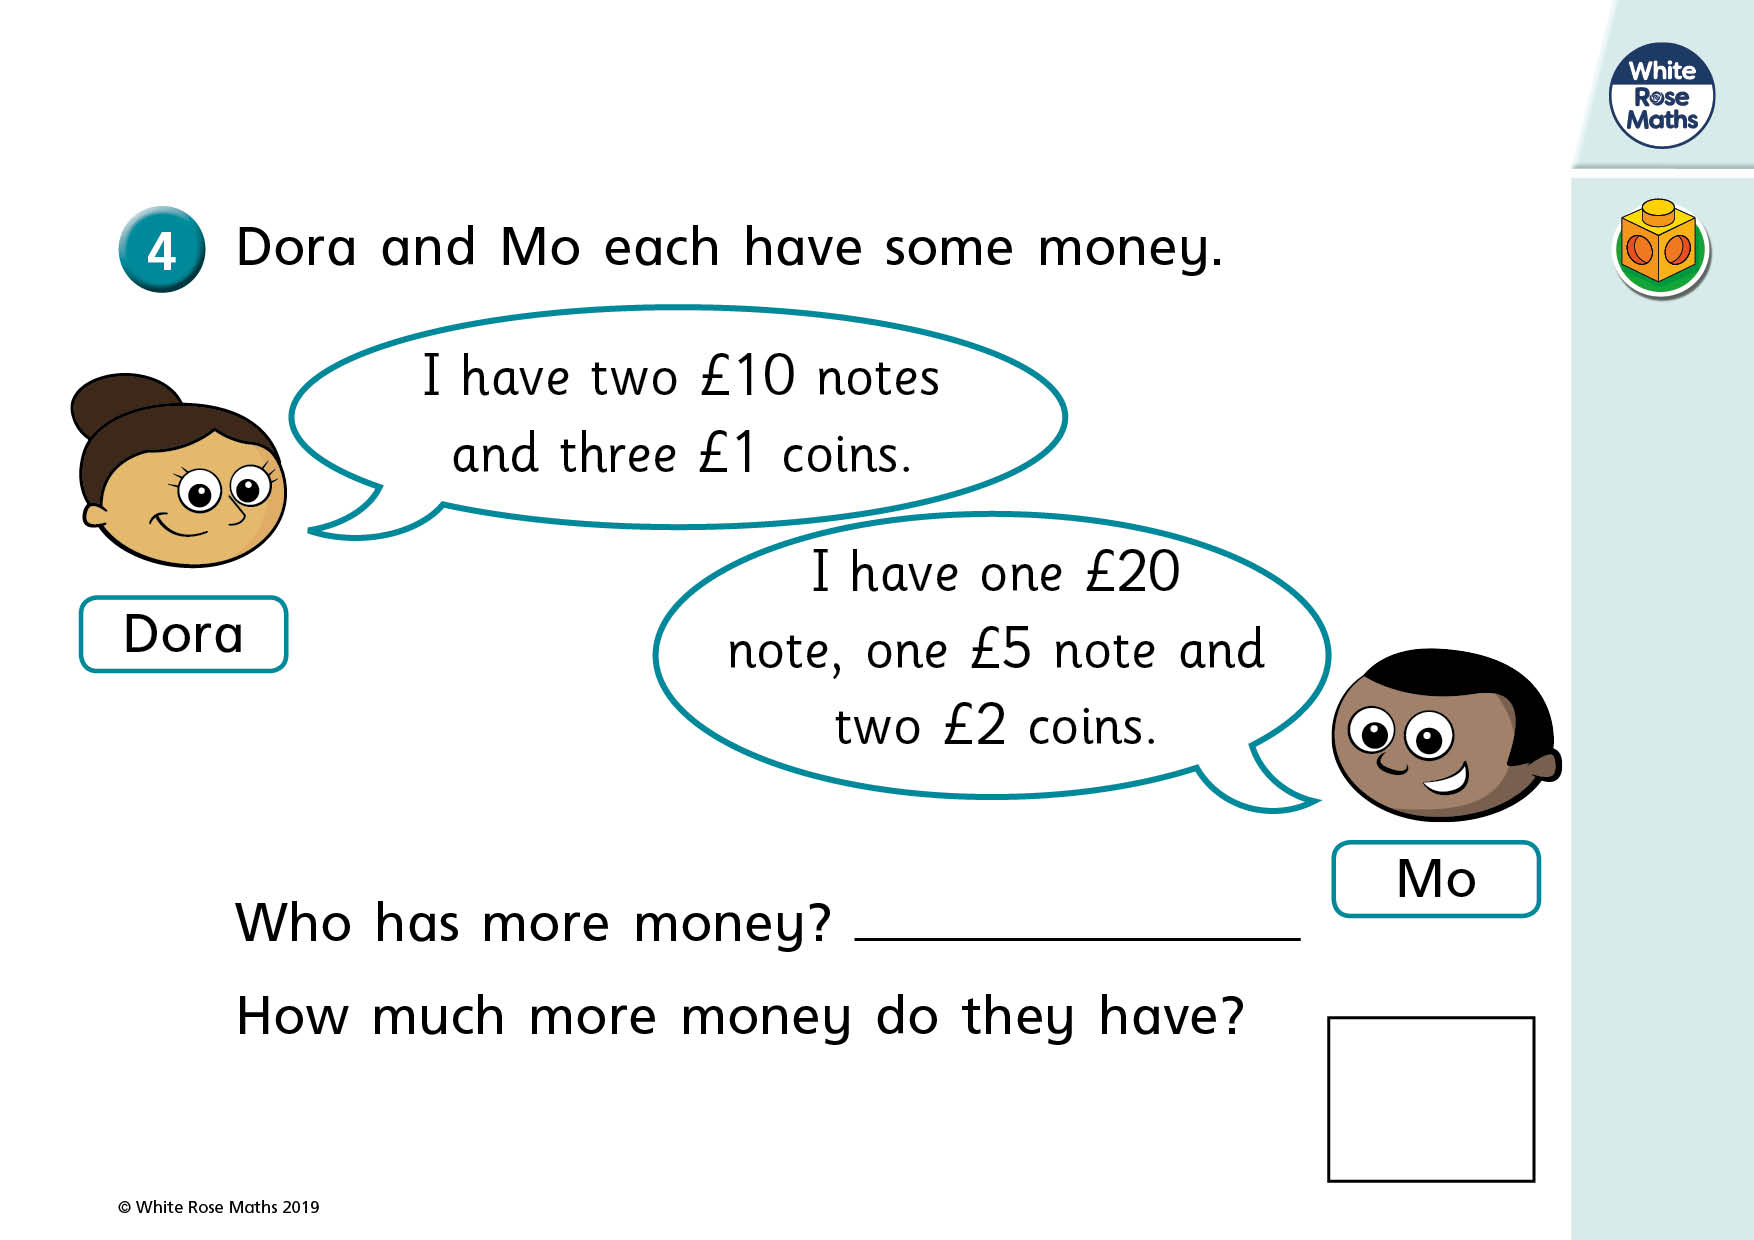 White
Rose
Maths
4 Dora and Mo each have some money.
I have two £10 notes
and three £1 coins.
Dora
I have one £20
note, one £5 note and
two £2 coins.
Mo
Who has more money?
How much more money do they have?
© White Rose Maths 2019